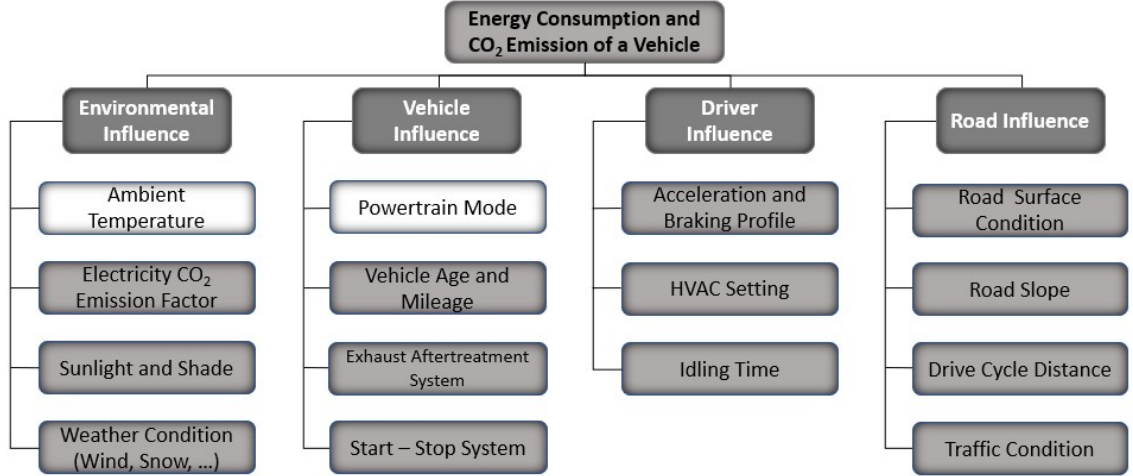 Energy Consumption and
CO₂ Emission of a Vehicle
Environmental
Influence
Ambient
Temperature
Electricity CO₂
Emission Factor
Sunlight and Shade
Weather Condition
(Wind, Snow, ...)
Vehicle
Influence
Powertrain Mode
Vehicle Age and
Mileage
Exhaust Aftertreatment
System
Start – Stop System
Driver
Influence
Acceleration and
Braking Profile
HVAC Setting
Idling Time
Road Influence
Road Surface
Condition
Road Slope
Drive Cycle Distance
Traffic Condition